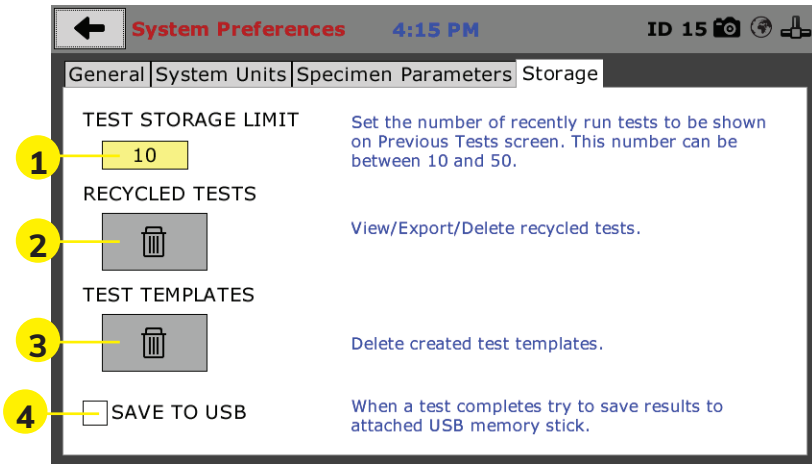 System Preferences 4:15 PM ID 15
General System Units Specimen Parameters Storage
TEST STORAGE LIMIT
Set the number of recently run tests to be shown
on Previous Tests screen. This number can be
between 10 and 50.
1
10
RECYCLED TESTS
2
View/Export/Delete recycled tests.
TEST TEMPLATES
3
Delete created test templates.
4
SAVE TO USB
When a test completes try to save results to
attached USB memory stick.